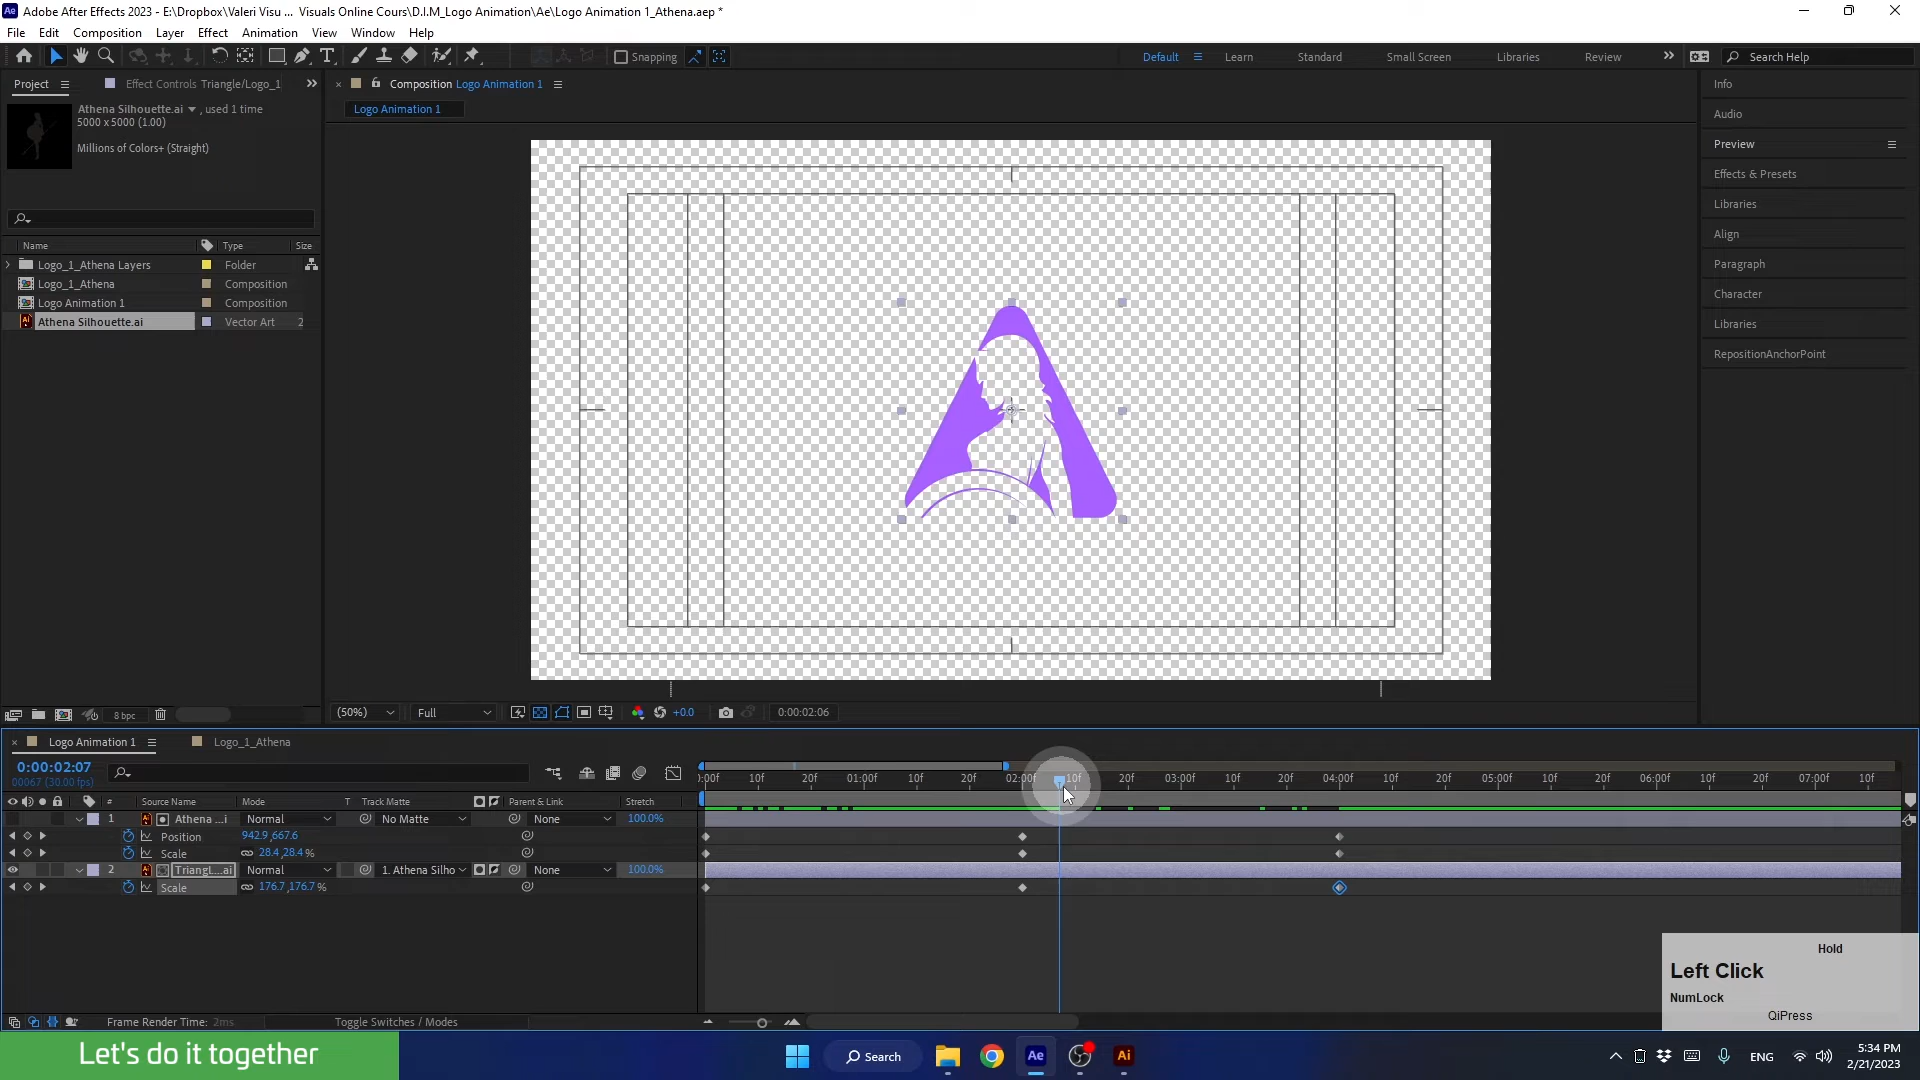 Adobe After Effects 2023 - E:\Dropbox\Valeri Visu ... Visuals Online Cours\D.I.M_Logo Animation\Ae\Logo Animation 1_Athena.aep *
File Edit Composition Layer Effect Animation View Window Help
Snapping Default Learn Standard Small Screen Libraries Review Search Help
Project Effect Controls Triangle/Logo_1 Composition Logo Animation 1 Info
Athena Silhouette.ai , used 1 time Logo Animation 1
5000 x 5000 (1.00) Audio
Millions of Colors+ (Straight) Preview
Effects & Presets
Libraries
Align
Name Type Size
Logo_1_Athena Layers Folder Paragraph
Logo_1_Athena Composition
Logo Animation 1 Composition Character
Athena Silhouette.ai Vector Art 2 Libraries
RepositionAnchorPoint
8 bpc (50%) Full +0.0 0:00:02:06
Logo Animation 1 Logo_1_Athena
0:00:02:07
00067 (30.00 fps) :00f 10f 20f 01:00f 10f 20f 02:00f 10f 20f 03:00f 10f 20f 04:00f 10f 20f 05:00f 10f 20f 06:00f 10f 20f 07:00f 10f
# Source Name Mode T Track Matte Parent & Link Stretch
1 Athena ...i Normal No Matte None 100.0%
Position 942.9,667.6
Scale 28.4,28.4%
2 Triangl...ai Normal 1. Athena Silho None 100.0%
Scale 176.7,176.7%
Hold
Left Click
NumLock
QiPress
Frame Render Time: 2ms Toggle Switches / Modes
Let's do it together Search Ae Ai ENG 5:34 PM
2/21/2023